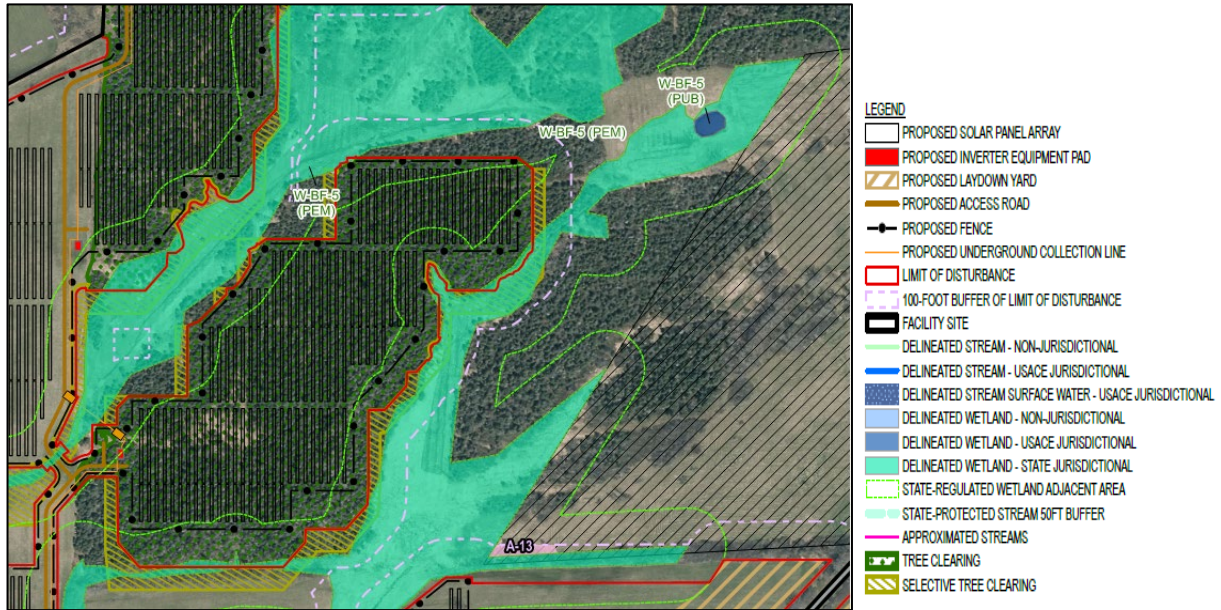 W-BF-5
(PUB)
W-BF-5 (PEM)
W-BF-5
(PEM)
A-13
LEGEND
PROPOSED SOLAR PANEL ARRAY
PROPOSED INVERTER EQUIPMENT PAD
PROPOSED LAYDOWN YARD
PROPOSED ACCESS ROAD
PROPOSED FENCE
PROPOSED UNDERGROUND COLLECTION LINE
LIMIT OF DISTURBANCE
100-FOOT BUFFER OF LIMIT OF DISTURBANCE
FACILITY SITE
DELINEATED STREAM - NON-JURISDICTIONAL
DELINEATED STREAM - USACE JURISDICTIONAL
DELINEATED STREAM SURFACE WATER - USACE JURISDICTIONAL
DELINEATED WETLAND - NON-JURISDICTIONAL
DELINEATED WETLAND - USACE JURISDICTIONAL
DELINEATED WETLAND - STATE JURISDICTIONAL
STATE-REGULATED WETLAND ADJACENT AREA
STATE-PROTECTED STREAM 50FT BUFFER
APPROXIMATED STREAMS
TREE CLEARING
SELECTIVE TREE CLEARING